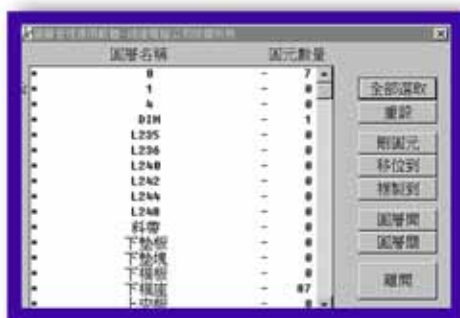 圖層名稱 圖元數量
* 0 - 7
* 1 - 0
* 4 - 0
* DIM - 1
* L235 - 0
* L236 - 0
* L240 - 0
* L242 - 0
* L244 - 0
* L248 - 0
* 料帶 - 0
* 下墊板 - 0
* 下墊塊 - 0
* 下模板 - 0
* 下模座 - 87
全部選取
重設
刪圖元
移位到
複製到
圖層開
圖層關
離開